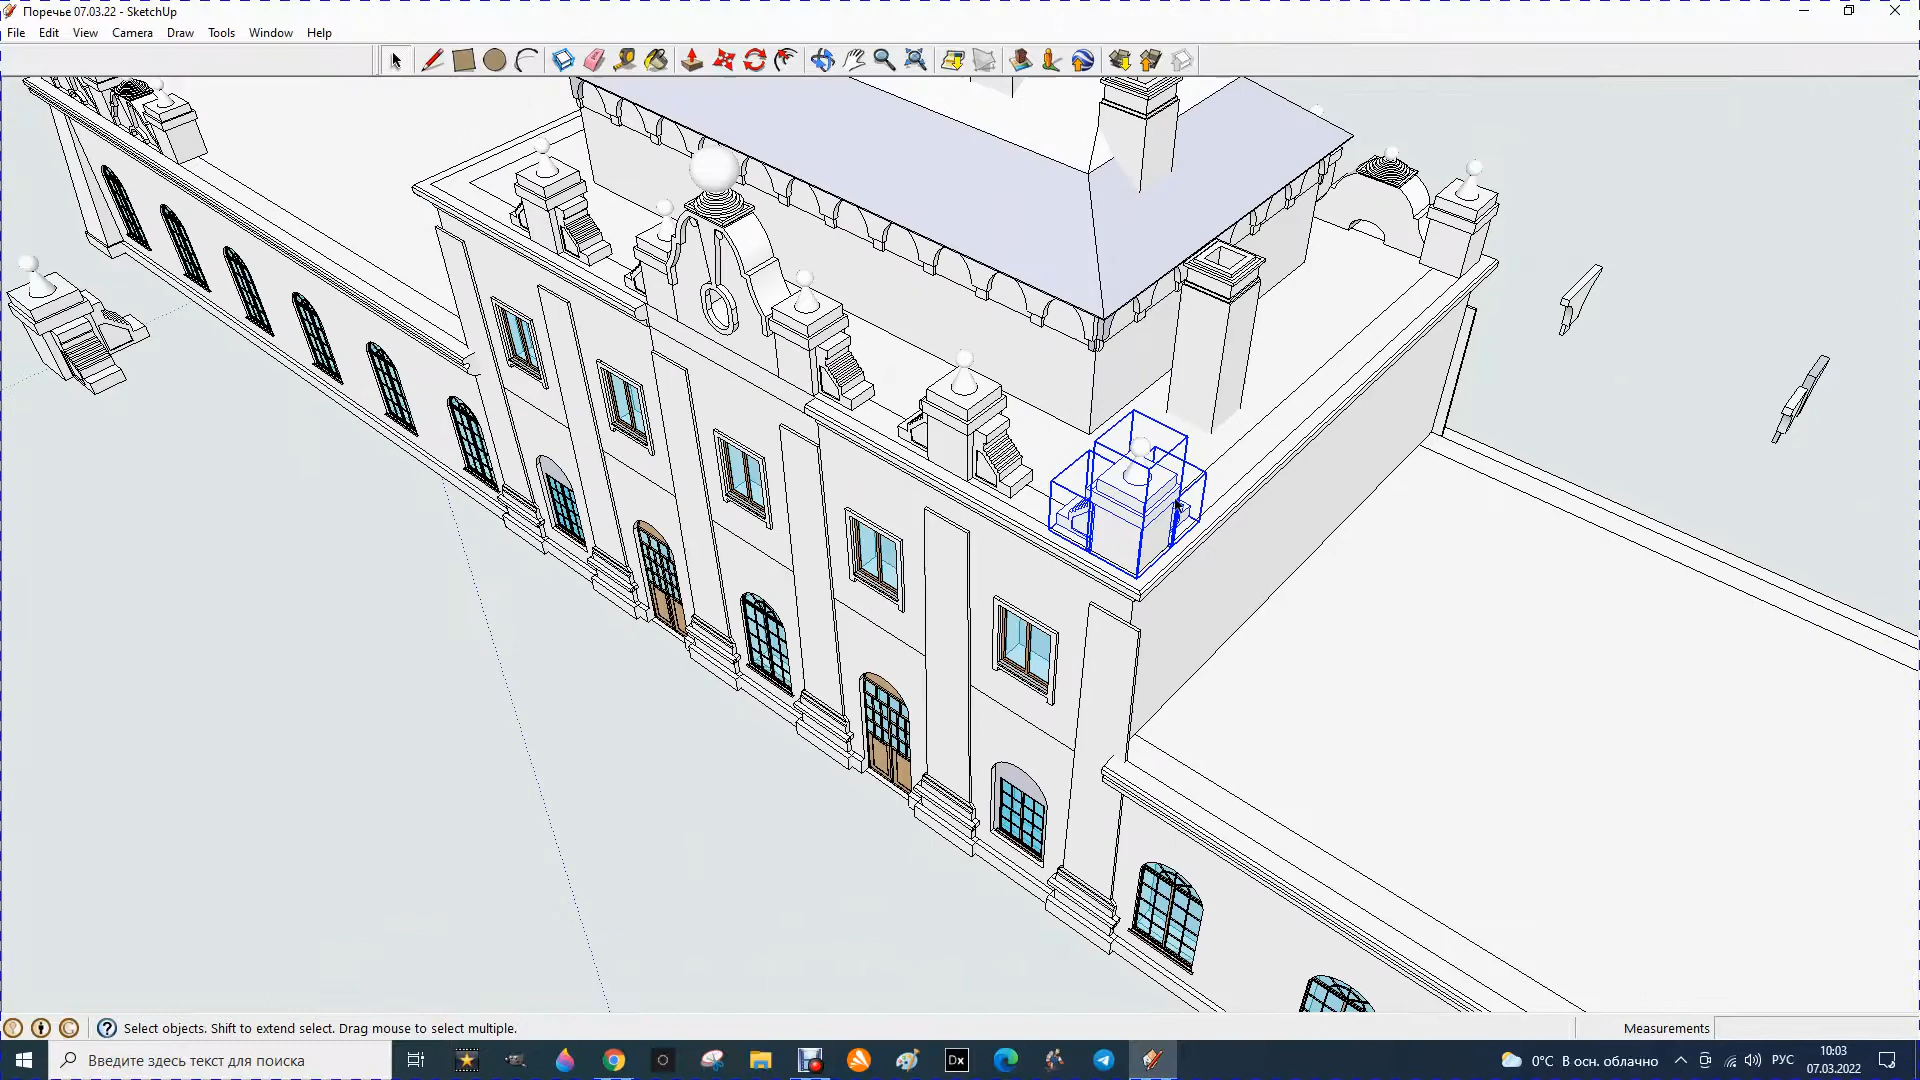 Поречье 07.03.22 - SketchUp
File Edit View Camera Draw Tools Window Help
Select objects. Shift to extend select. Drag mouse to select multiple.
Measurements
Введите здесь текст для поиска
Dx
0°C В осн. облачно
РУС
10:03
07.03.2022